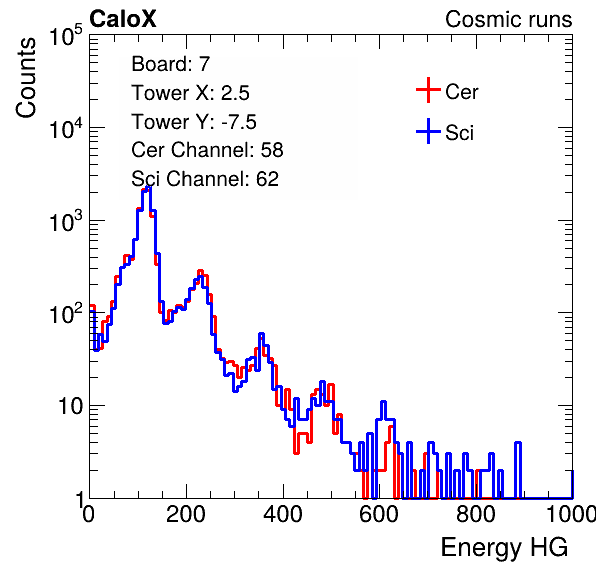 CaloX Cosmic runs
Counts
10^5
10^4
10^3
10^2
10
1
Board: 7
Tower X: 2.5
Tower Y: -7.5
Cer Channel: 58
Sci Channel: 62
Cer
Sci
0 200 400 600 800 1000
Energy HG